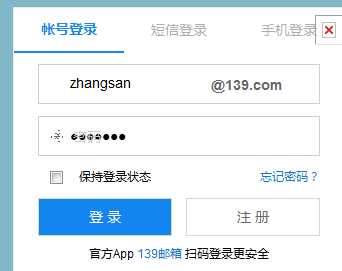 帐号登录 短信登录 手机登录
zhangsan @139.com
密码 ●●●●●●
保持登录状态 忘记密码？
登 录 注 册
官方App 139邮箱 扫码登录更安全